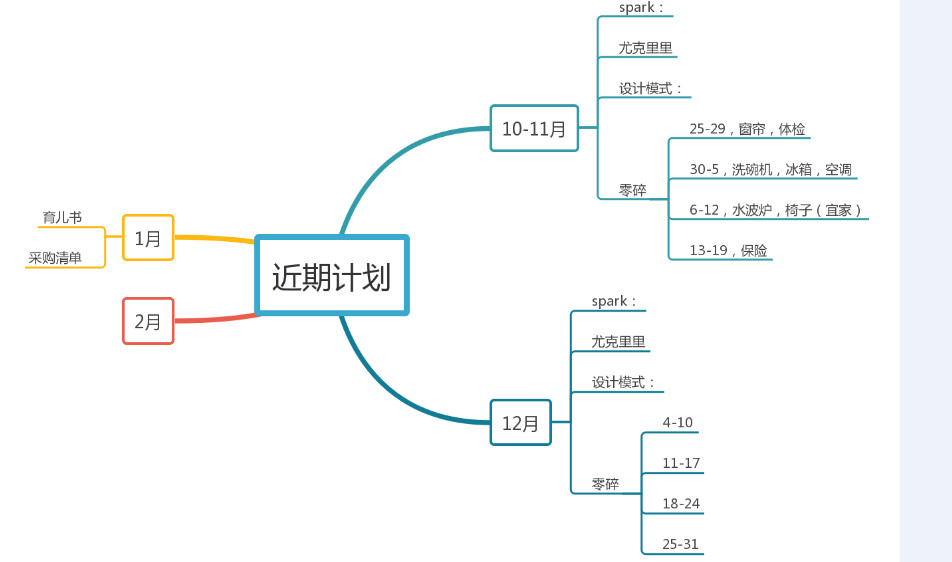 近期计划
10-11月
spark：
尤克里里
设计模式：
零碎
25-29，窗帘，体检
30-5，洗碗机，冰箱，空调
6-12，水波炉，椅子（宜家）
13-19，保险
12月
spark：
尤克里里
设计模式：
零碎
4-10
11-17
18-24
25-31
1月
育儿书
采购清单
2月